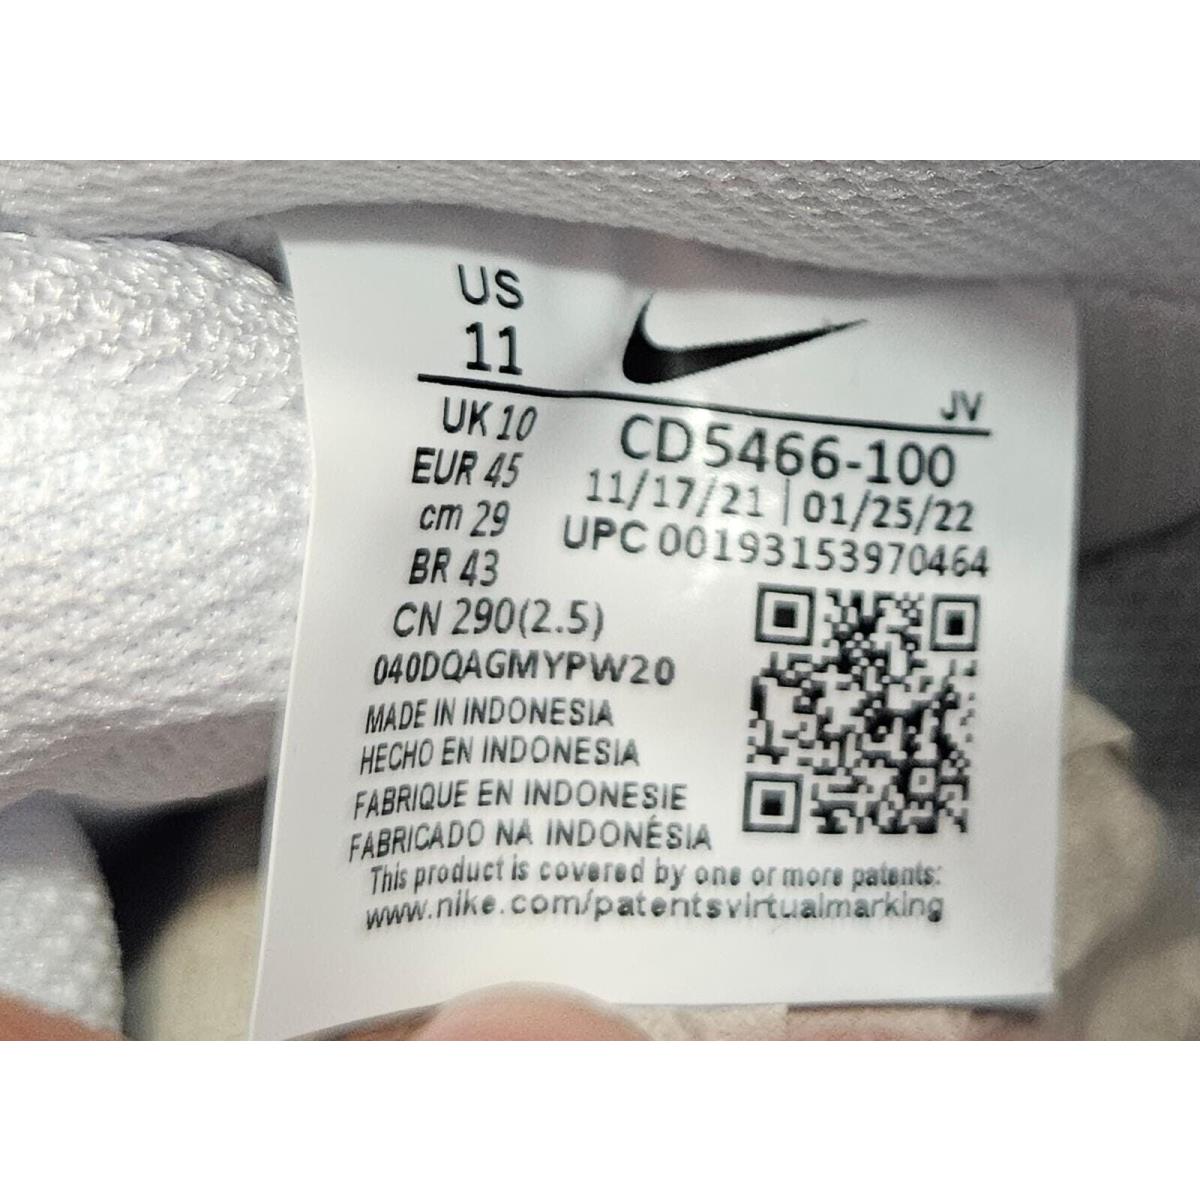 US
11
JV
UK 10
EUR 45
cm 29
BR 43
CN 290(2.5)
CD5466-100
11/17/21 | 01/25/22
UPC 00193153970464
040DQAGMYPW20
MADE IN INDONESIA
HECHO EN INDONESIA
FABRIQUE EN INDONESIE
FABRICADO NA INDONÉSIA
This product is covered by one or more patents:
www.nike.com/patentsvirtualmarking